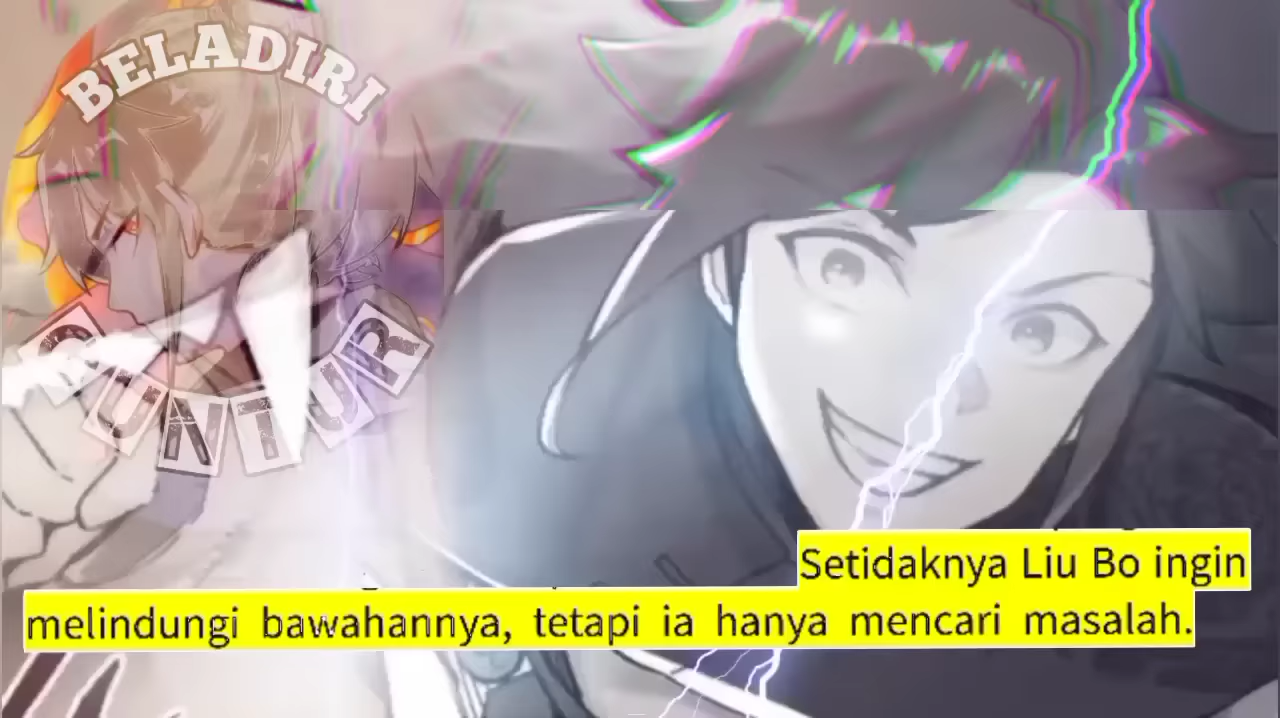 BELADIRI
GUNTUR
Setidaknya Liu Bo ingin
melindungi bawahannya, tetapi ia hanya mencari masalah.